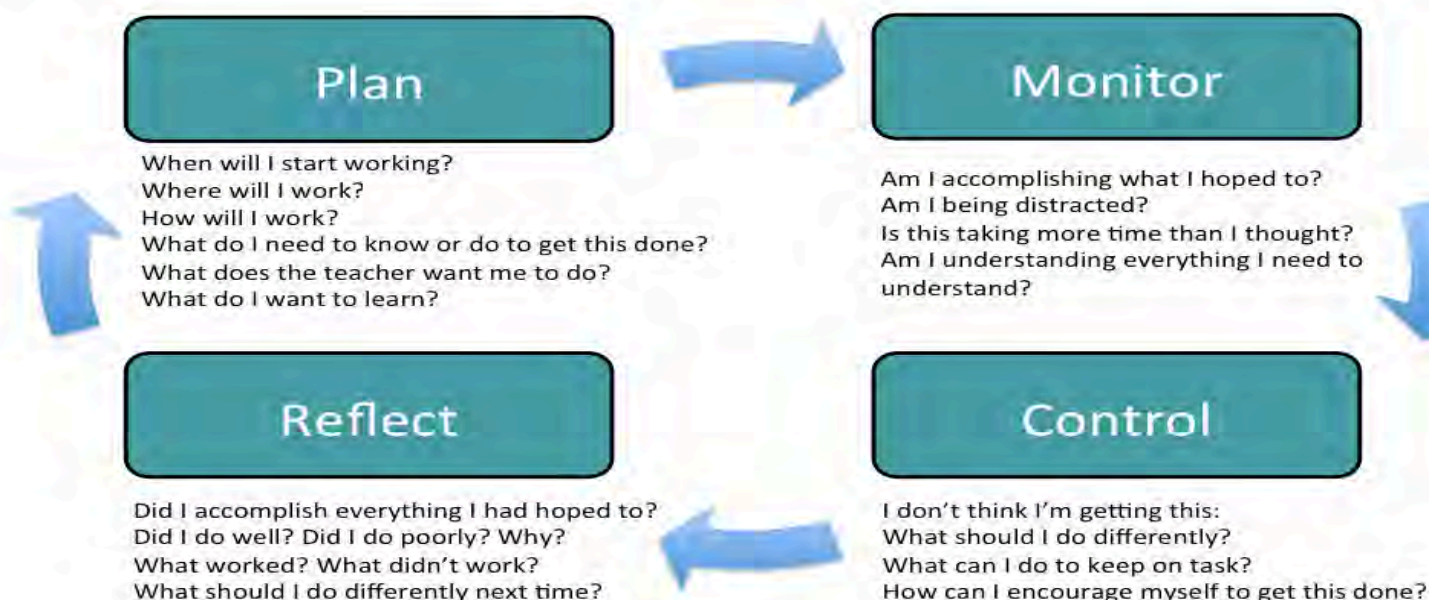 Plan
When will I start working?
Where will I work?
How will I work?
What do I need to know or do to get this done?
What does the teacher want me to do?
What do I want to learn?
Monitor
Am I accomplishing what I hoped to?
Am I being distracted?
Is this taking more time than I thought?
Am I understanding everything I need to
understand?
Control
I don’t think I’m getting this:
What should I do differently?
What can I do to keep on task?
How can I encourage myself to get this done?
Reflect
Did I accomplish everything I had hoped to?
Did I do well? Did I do poorly? Why?
What worked? What didn’t work?
What should I do differently next time?